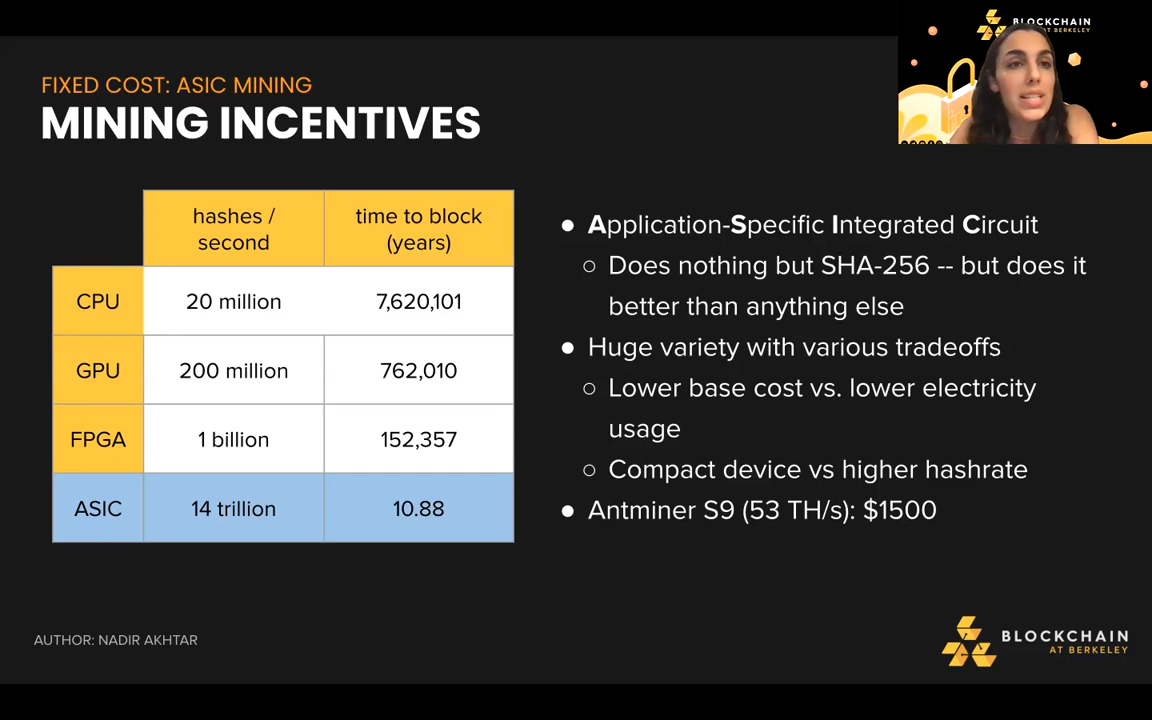 BLOCKCHAIN
AT BERKELEY
FIXED COST: ASIC MINING
MINING INCENTIVES
hashes / second
time to block (years)
CPU
20 million
7,620,101
GPU
200 million
762,010
FPGA
1 billion
152,357
ASIC
14 trillion
10.88
● Application-Specific Integrated Circuit
○ Does nothing but SHA-256 -- but does it
better than anything else
● Huge variety with various tradeoffs
○ Lower base cost vs. lower electricity
usage
○ Compact device vs higher hashrate
● Antminer S9 (53 TH/s): $1500
AUTHOR: NADIR AKHTAR
BLOCKCHAIN
AT BERKELEY